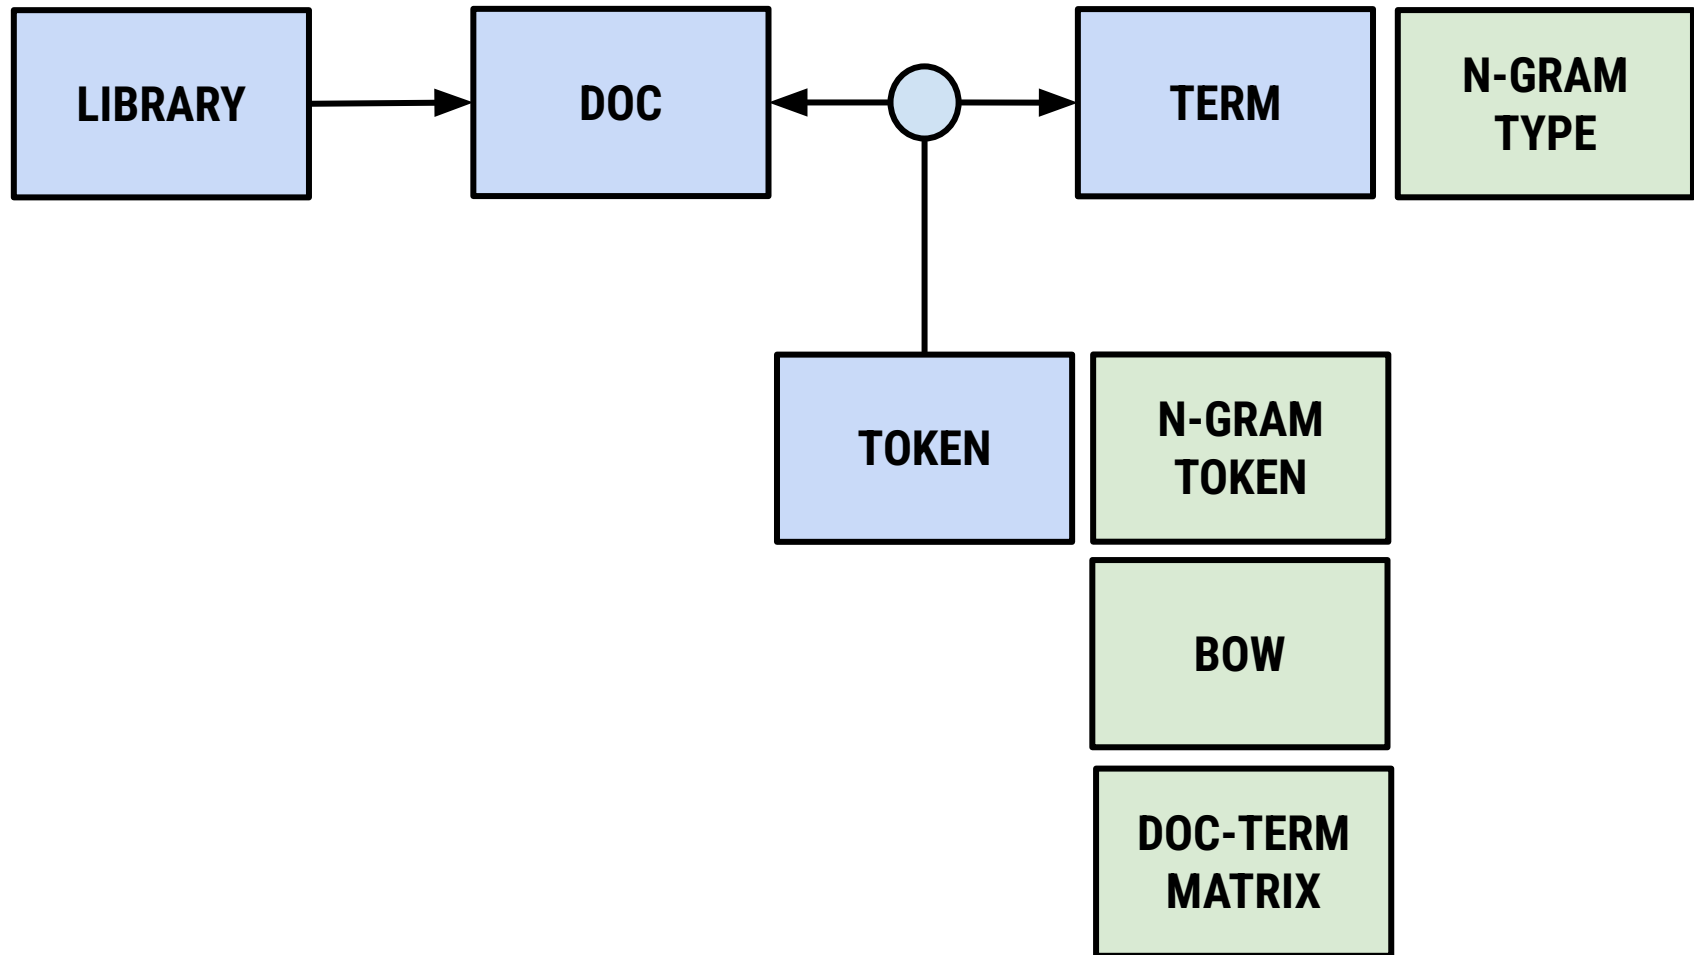 LIBRARY
DOC
TERM
N-GRAM
TYPE
TOKEN
N-GRAM
TOKEN
BOW
DOC-TERM
MATRIX